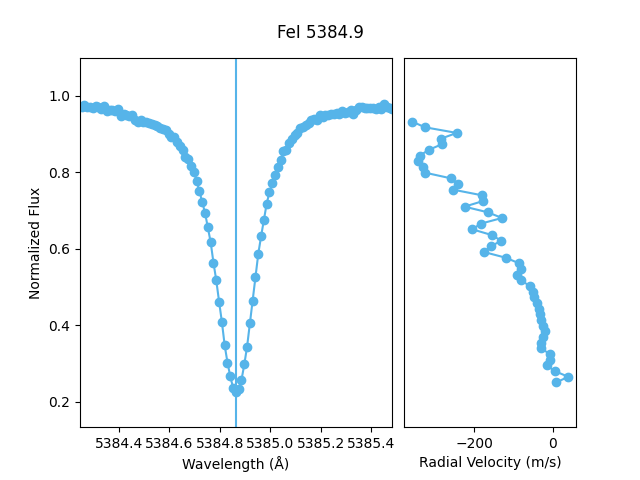 FeI 5384.9
Normalized Flux
1.0
0.8
0.6
0.4
0.2
5384.4 5384.6 5384.8 5385.0 5385.2 5385.4
Wavelength (Å)
−200 0
Radial Velocity (m/s)